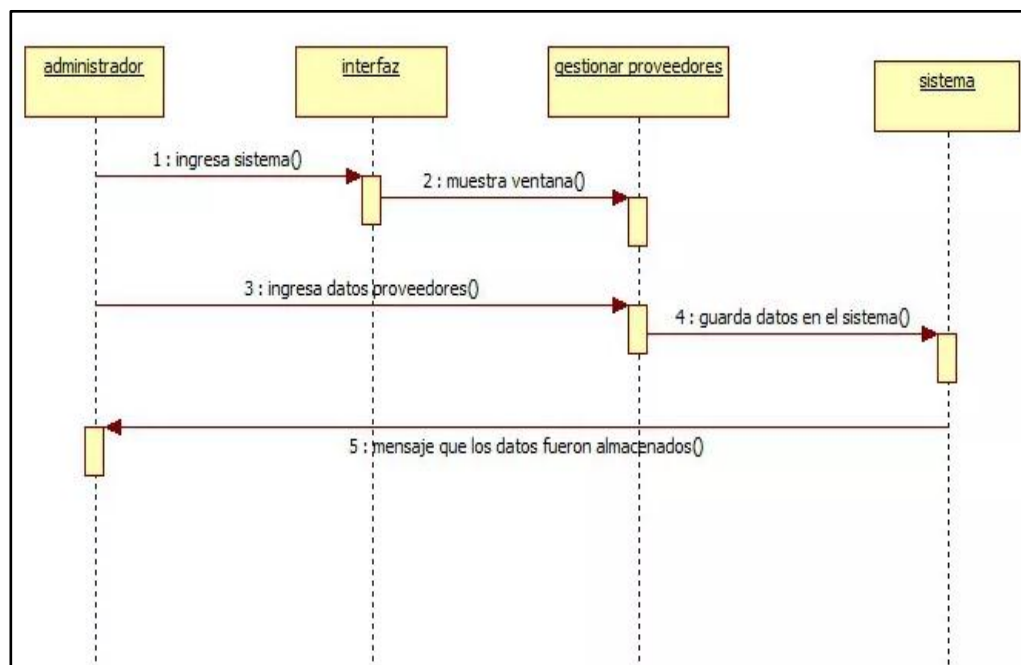 administrador
interfaz
gestionar proveedores
sistema
1 : ingresa sistema()
2 : muestra ventana()
3 : ingresa datos proveedores()
4 : guarda datos en el sistema()
5 : mensaje que los datos fueron almacenados()